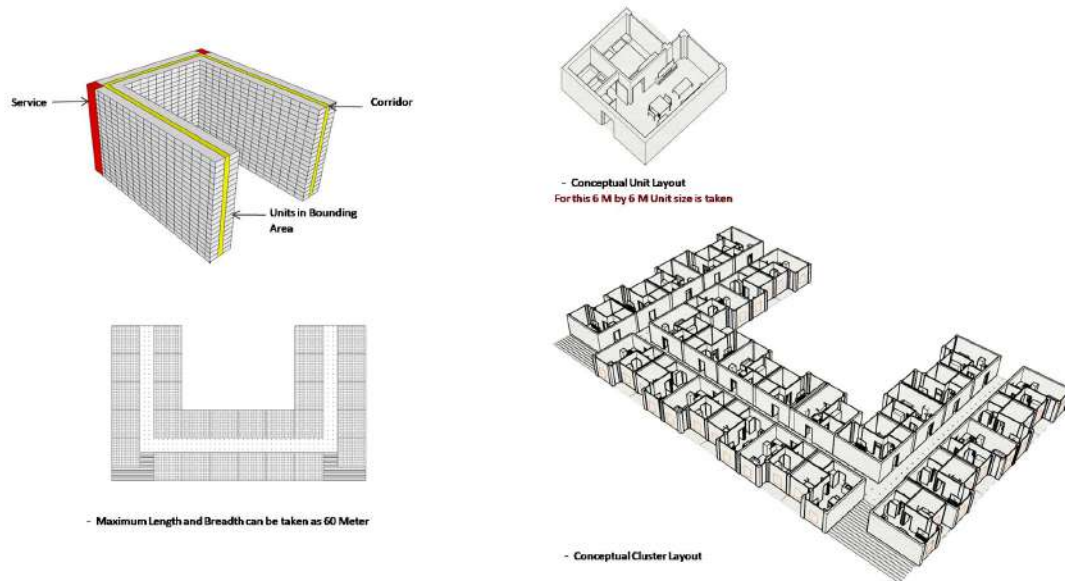 Service
Corridor
Units in Bounding
Area
- Conceptual Unit Layout
For this 6 M by 6 M Unit size is taken
- Maximum Length and Breadth can be taken as 60 Meter
- Conceptual Cluster Layout